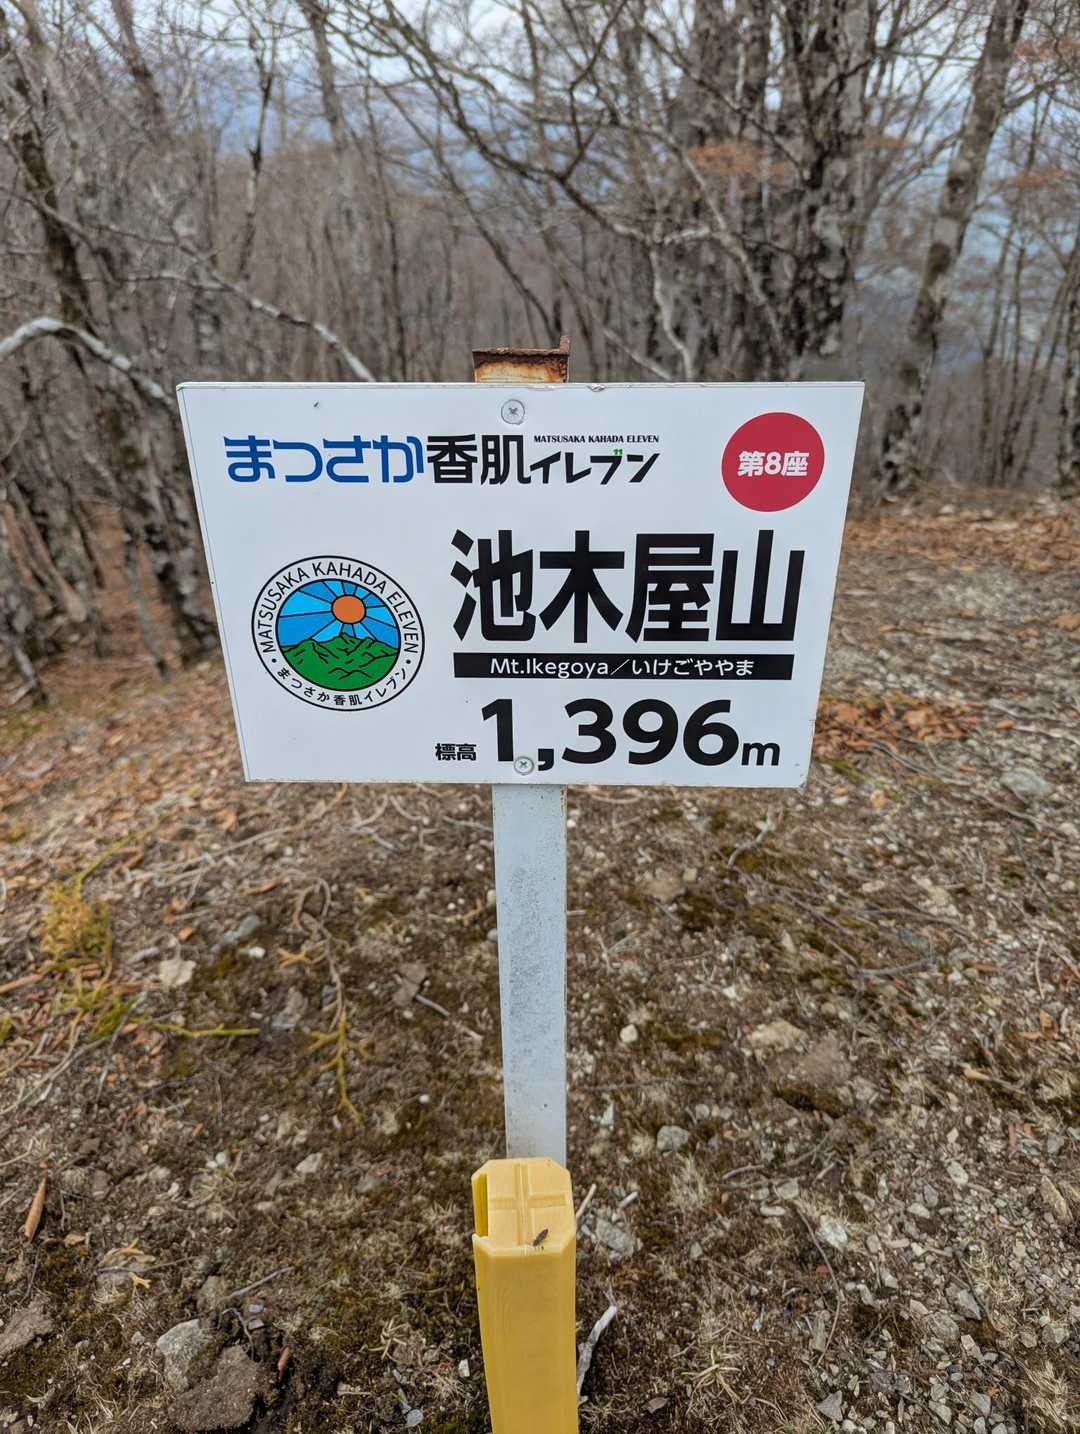 まつさか香肌イレブン
MATSUSAKA KAHADA ELEVEN
第8座
MATSUSAKA KAHADA ELEVEN
まつさか香肌イレブン
池木屋山
Mt.Ikegoya／いけごややま
標高 1,396m